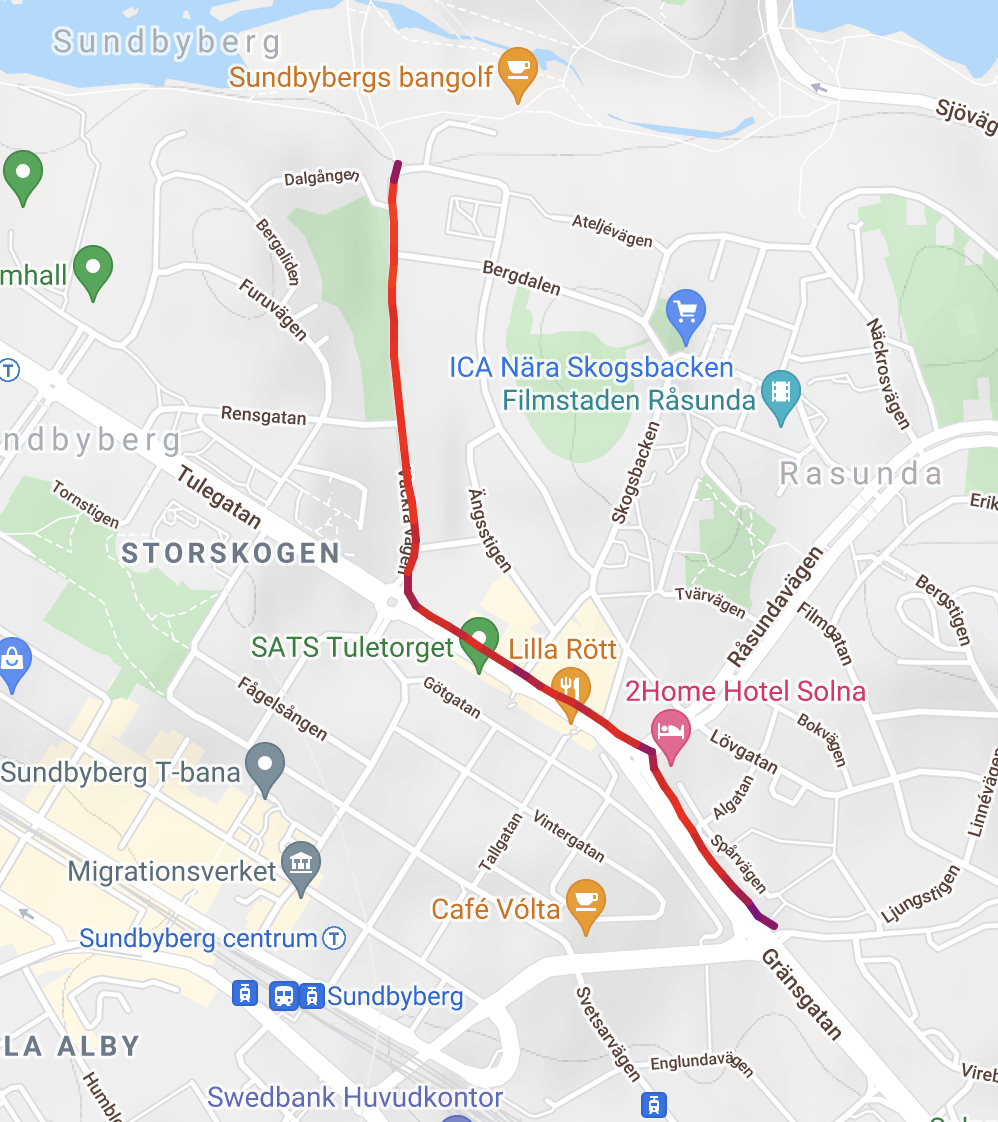 Sundbyberg
Sundbybergs bangolf
Sjöväg
Dalgången
Ateljévägen
Bergaliden
mhall
Bergdalen
Furuvägen
ICA Nära Skogsbacken
Näckrosvägen
Filmstaden Råsunda
Rensgatan
ndbyberg
Rasunda
Skogsbacken
Tulegatan
Tornstigen
Vackra vägen
Ängsstigen
Erik
STORSKOGEN
Råsundavägen
Tvärvägen
Bergstigen
Filmgatan
SATS Tuletorget
Lilla Rött
2Home Hotel Solna
Götgatan
Fågelsången
Bokvägen
Lövgatan
Sundbyberg T-bana
Linnévägen
Algatan
Vintergatan
Tallgatan
Spårvägen
Migrationsverket
Ljungstigen
Café Vólta
Sundbyberg centrum T
Gränsgatan
Sundbyberg
Svetsarvägen
LA ALBY
Englundavägen
Vireb
Humblo
Swedbank Huvudkontor